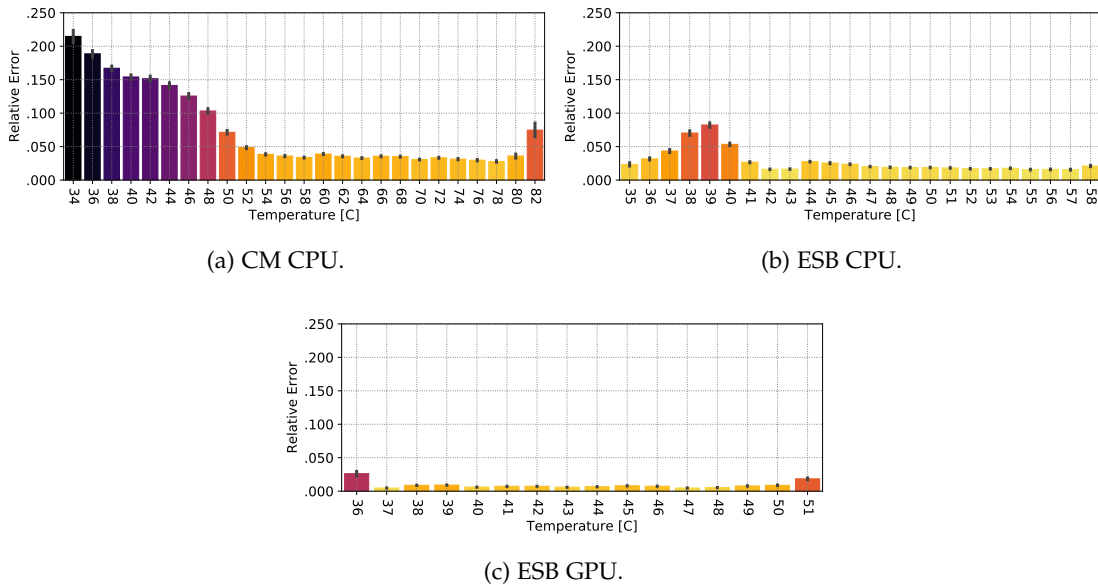 .250
.200
.150
.100
.050
.000
Relative Error
34 36 38 40 42 44 46 48 50 52 54 56 58 60 62 64 66 68 70 72 74 76 78 80 82
Temperature [C]
(a) CM CPU.
.250
.200
.150
.100
.050
.000
Relative Error
35 36 37 38 39 40 41 42 43 44 45 46 47 48 49 50 51 52 53 54 55 56 57 58
Temperature [C]
(b) ESB CPU.
.250
.200
.150
.100
.050
.000
Relative Error
36 37 38 39 40 41 42 43 44 45 46 47 48 49 50 51
Temperature [C]
(c) ESB GPU.